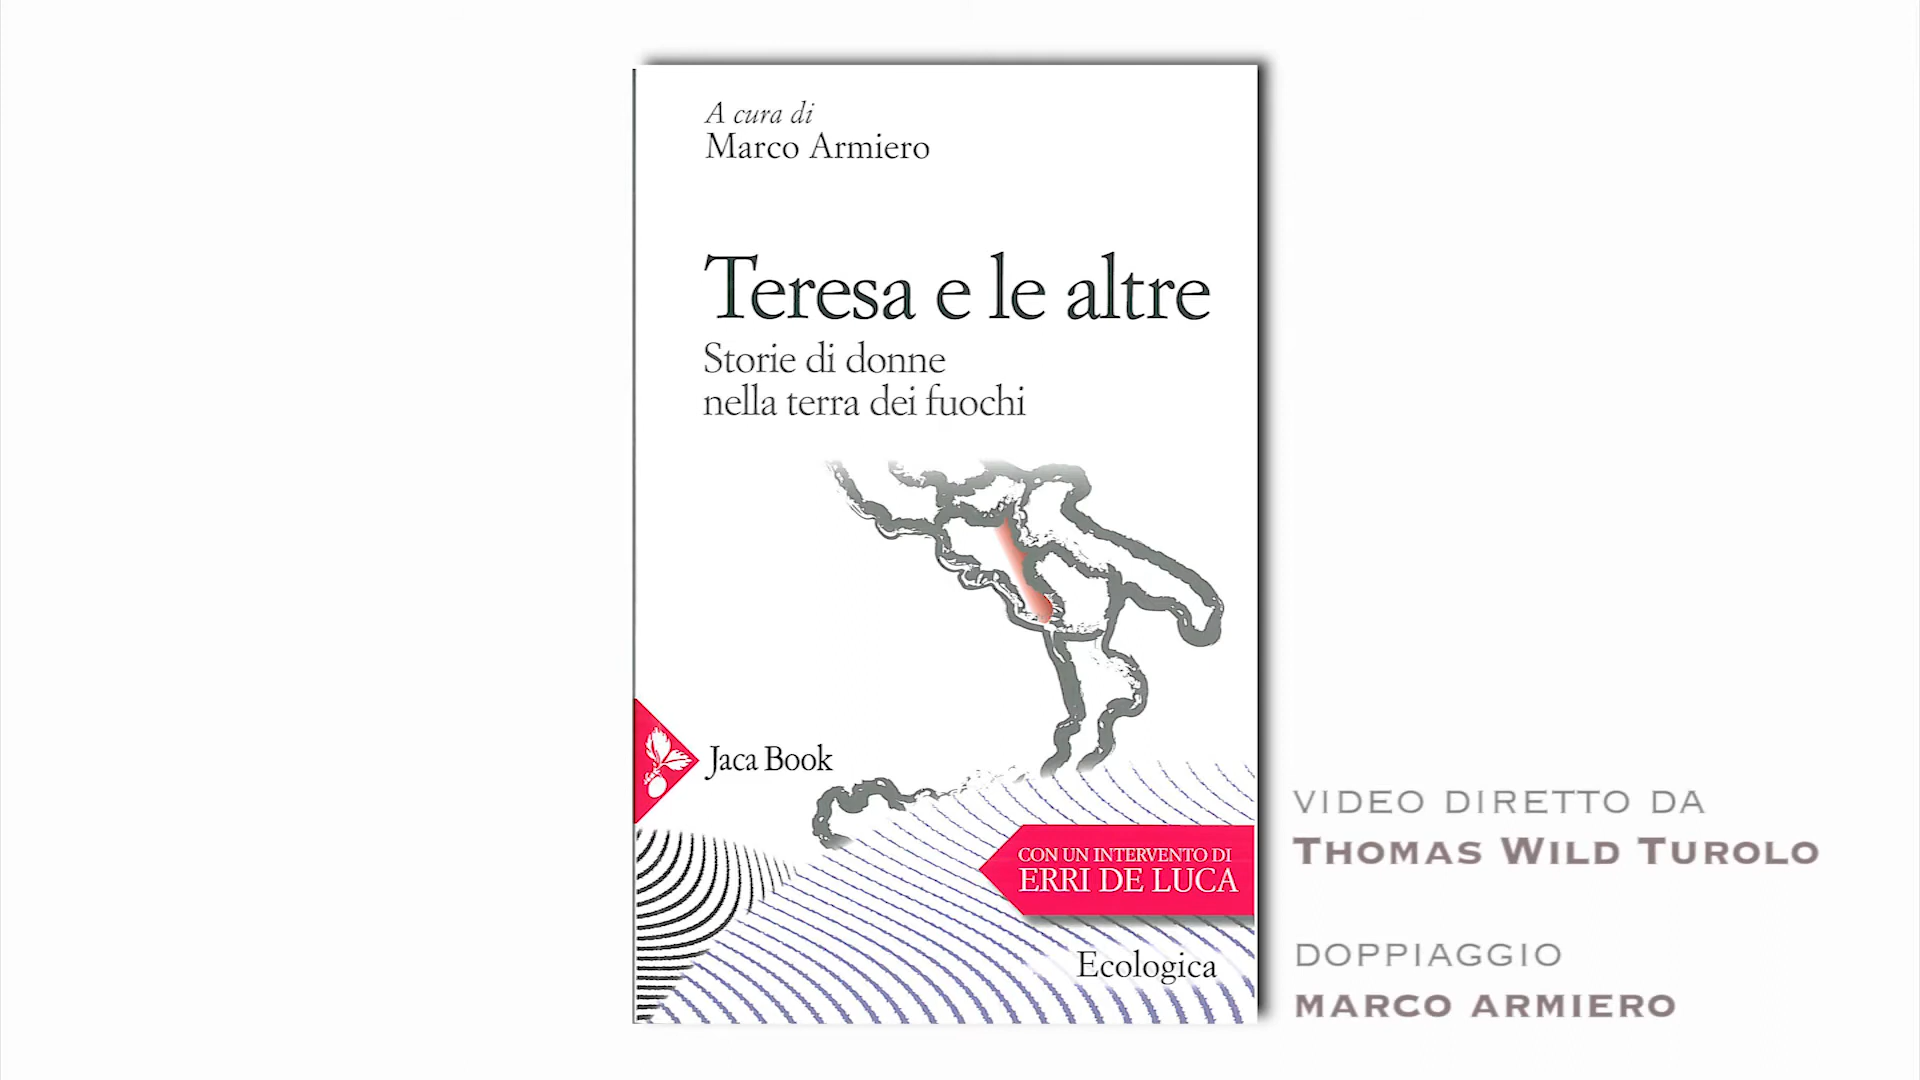 A cura di
Marco Armiero
Teresa e le altre
Storie di donne
nella terra dei fuochi
Jaca Book
CON UN INTERVENTO DI
ERRI DE LUCA
Ecologica
VIDEO DIRETTO DA
THOMAS WILD TUROLO
DOPPIAGGIO
MARCO ARMIERO